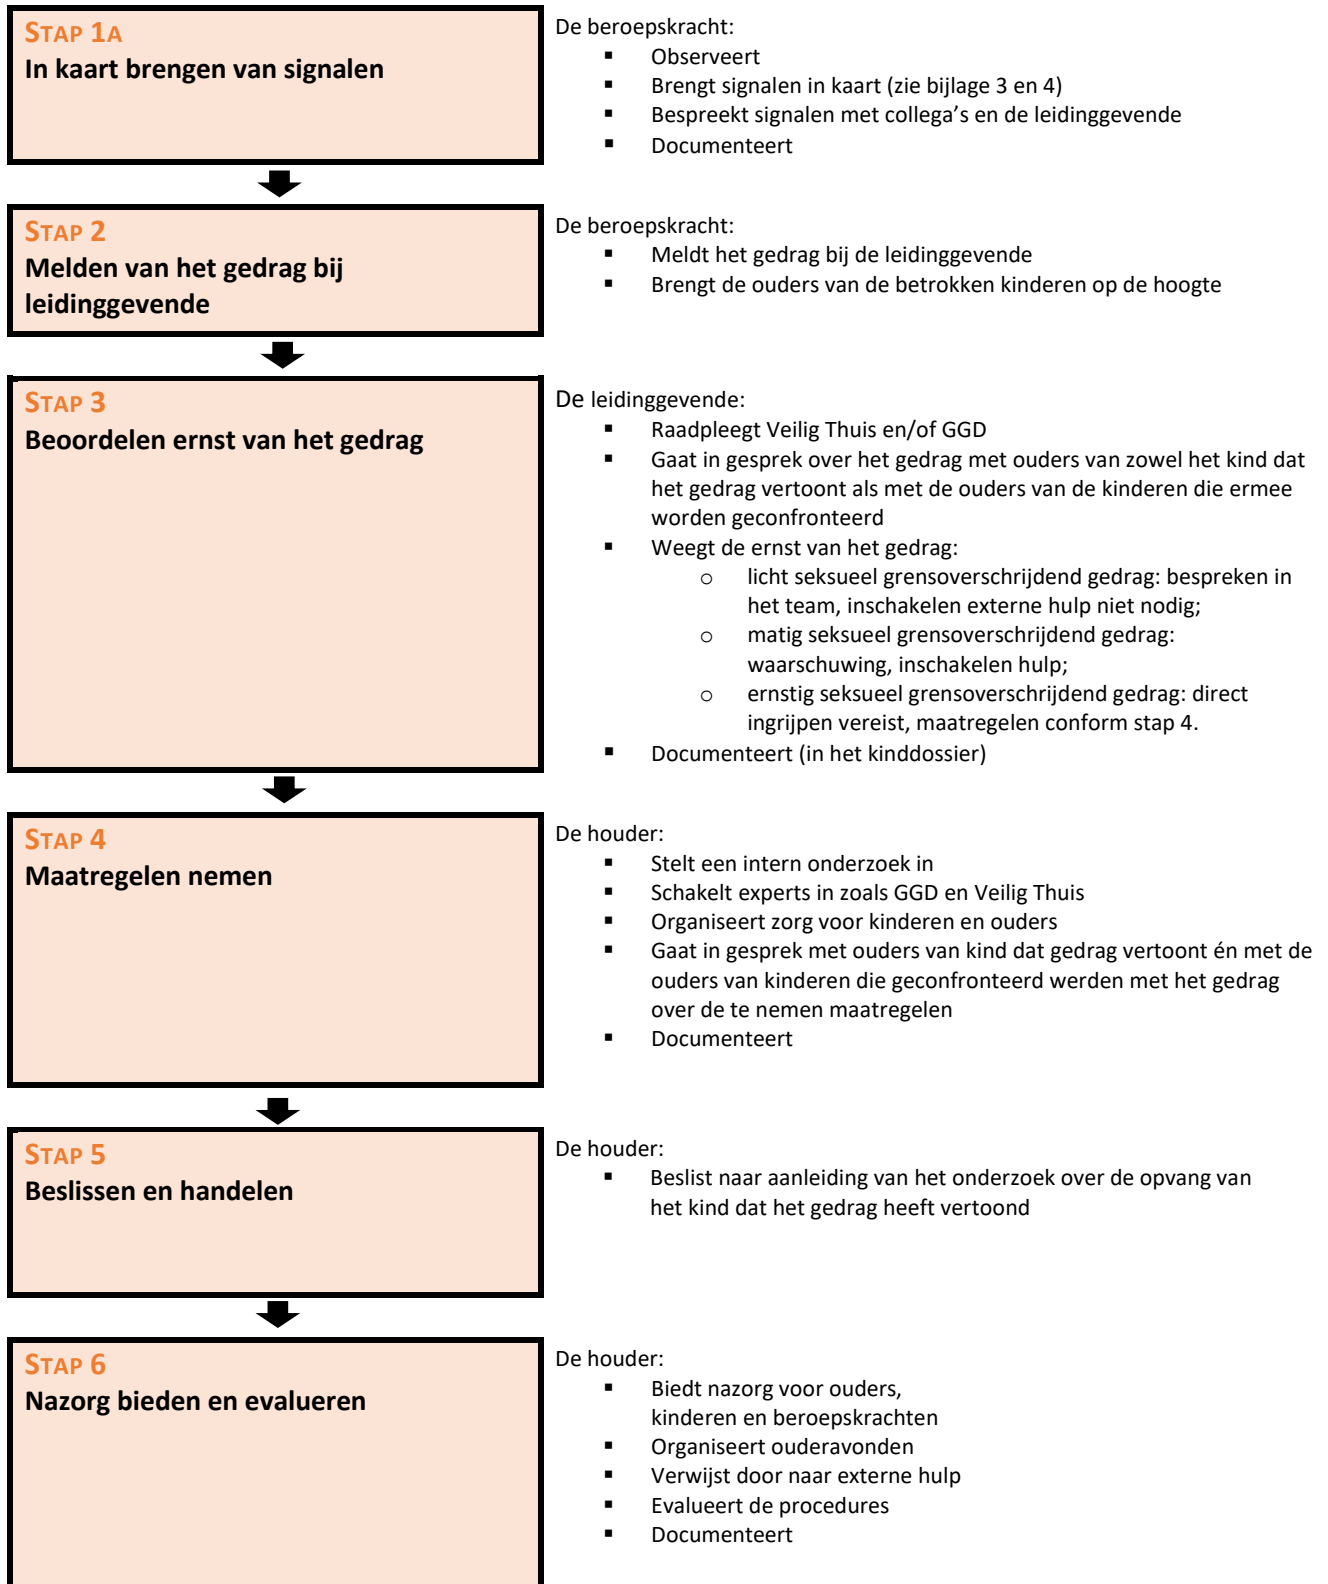 STAP 1A
In kaart brengen van signalen
De beroepskracht:
▪ Observeert
▪ Brengt signalen in kaart (zie bijlage 3 en 4)
▪ Bespreekt signalen met collega’s en de leidinggevende
▪ Documenteert
STAP 2
Melden van het gedrag bij
leidinggevende
De beroepskracht:
▪ Meldt het gedrag bij de leidinggevende
▪ Brengt de ouders van de betrokken kinderen op de hoogte
STAP 3
Beoordelen ernst van het gedrag
De leidinggevende:
▪ Raadpleegt Veilig Thuis en/of GGD
▪ Gaat in gesprek over het gedrag met ouders van zowel het kind dat
het gedrag vertoont als met de ouders van de kinderen die ermee
worden geconfronteerd
▪ Weegt de ernst van het gedrag:
o licht seksueel grensoverschrijdend gedrag: bespreken in
het team, inschakelen externe hulp niet nodig;
o matig seksueel grensoverschrijdend gedrag:
waarschuwing, inschakelen hulp;
o ernstig seksueel grensoverschrijdend gedrag: direct
ingrijpen vereist, maatregelen conform stap 4.
▪ Documenteert (in het kinddossier)
STAP 4
Maatregelen nemen
De houder:
▪ Stelt een intern onderzoek in
▪ Schakelt experts in zoals GGD en Veilig Thuis
▪ Organiseert zorg voor kinderen en ouders
▪ Gaat in gesprek met ouders van kind dat gedrag vertoont én met de
ouders van kinderen die geconfronteerd werden met het gedrag
over de te nemen maatregelen
▪ Documenteert
STAP 5
Beslissen en handelen
De houder:
▪ Beslist naar aanleiding van het onderzoek over de opvang van
het kind dat het gedrag heeft vertoond
STAP 6
Nazorg bieden en evalueren
De houder:
▪ Biedt nazorg voor ouders,
kinderen en beroepskrachten
▪ Organiseert ouderavonden
▪ Verwijst door naar externe hulp
▪ Evalueert de procedures
▪ Documenteert